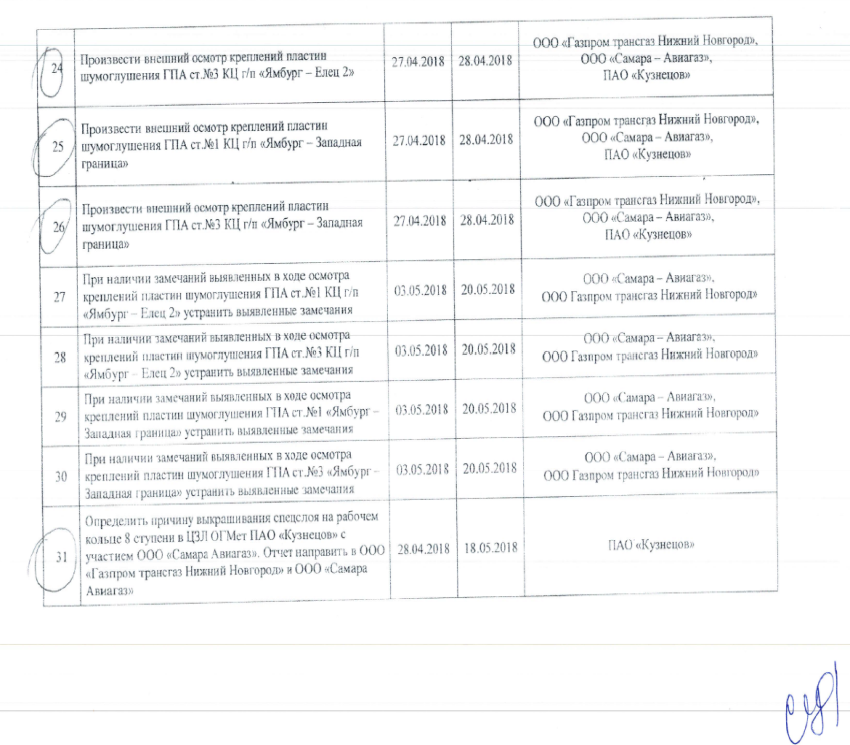 24
Произвести внешний осмотр креплений пластин
шумоглушения ГПА ст.№3 КЦ г/п «Ямбург – Елец 2»
27.04.2018
28.04.2018
ООО «Газпром трансгаз Нижний Новгород»,
ООО «Самара – Авиагаз»,
ПАО «Кузнецов»
25
Произвести внешний осмотр креплений пластин
шумоглушения ГПА ст.№1 КЦ г/п «Ямбург – Западная
граница»
27.04.2018
28.04.2018
ООО «Газпром трансгаз Нижний Новгород»,
ООО «Самара – Авиагаз»,
ПАО «Кузнецов»
26
Произвести внешний осмотр креплений пластин
шумоглушения ГПА ст.№3 КЦ г/п «Ямбург – Западная
граница»
27.04.2018
28.04.2018
ООО «Газпром трансгаз Нижний Новгород»,
ООО «Самара – Авиагаз»,
ПАО «Кузнецов»
27
При наличии замечаний выявленных в ходе осмотра
креплений пластин шумоглушения ГПА ст.№1 КЦ г/п
«Ямбург – Елец 2» устранить выявленные замечания
03.05.2018
20.05.2018
ООО «Самара – Авиагаз»,
ООО Газпром трансгаз Нижний Новгород»
28
При наличии замечаний выявленных в ходе осмотра
креплений пластин шумоглушения ГПА ст.№3 КЦ г/п
«Ямбург – Елец 2» устранить выявленные замечания
03.05.2018
20.05.2018
ООО «Самара – Авиагаз»,
ООО Газпром трансгаз Нижний Новгород»
29
При наличии замечаний выявленных в ходе осмотра
креплений пластин шумоглушения ГПА ст.№1 «Ямбург –
Западная граница» устранить выявленные замечания
03.05.2018
20.05.2018
ООО «Самара – Авиагаз»,
ООО Газпром трансгаз Нижний Новгород»
30
При наличии замечаний выявленных в ходе осмотра
креплений пластин шумоглушения ГПА ст.№3 «Ямбург –
Западная граница» устранить выявленные замечания
03.05.2018
20.05.2018
ООО «Самара – Авиагаз»,
ООО Газпром трансгаз Нижний Новгород»
31
Определить причину выкрашивания спецслоя на рабочем
кольце 8 ступени в ЦЗЛ ОГМет ПАО «Кузнецов» с
участием ООО «Самара Авиагаз». Отчет направить в ООО
«Газпром трансгаз Нижний Новгород» и ООО «Самара
Авиагаз»
28.04.2018
18.05.2018
ПАО «Кузнецов»